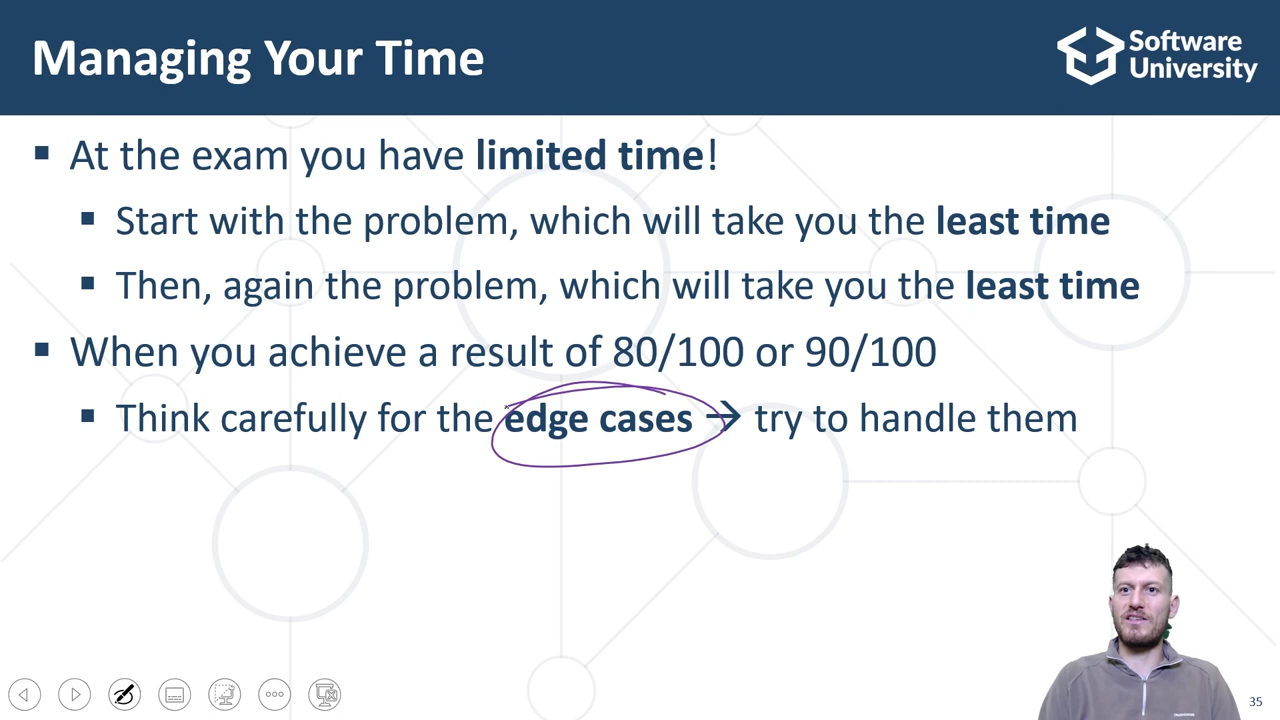 Managing Your Time
Software
University
▪ At the exam you have limited time!
▪ Start with the problem, which will take you the least time
▪ Then, again the problem, which will take you the least time
▪ When you achieve a result of 80/100 or 90/100
▪ Think carefully for the edge cases → try to handle them
35